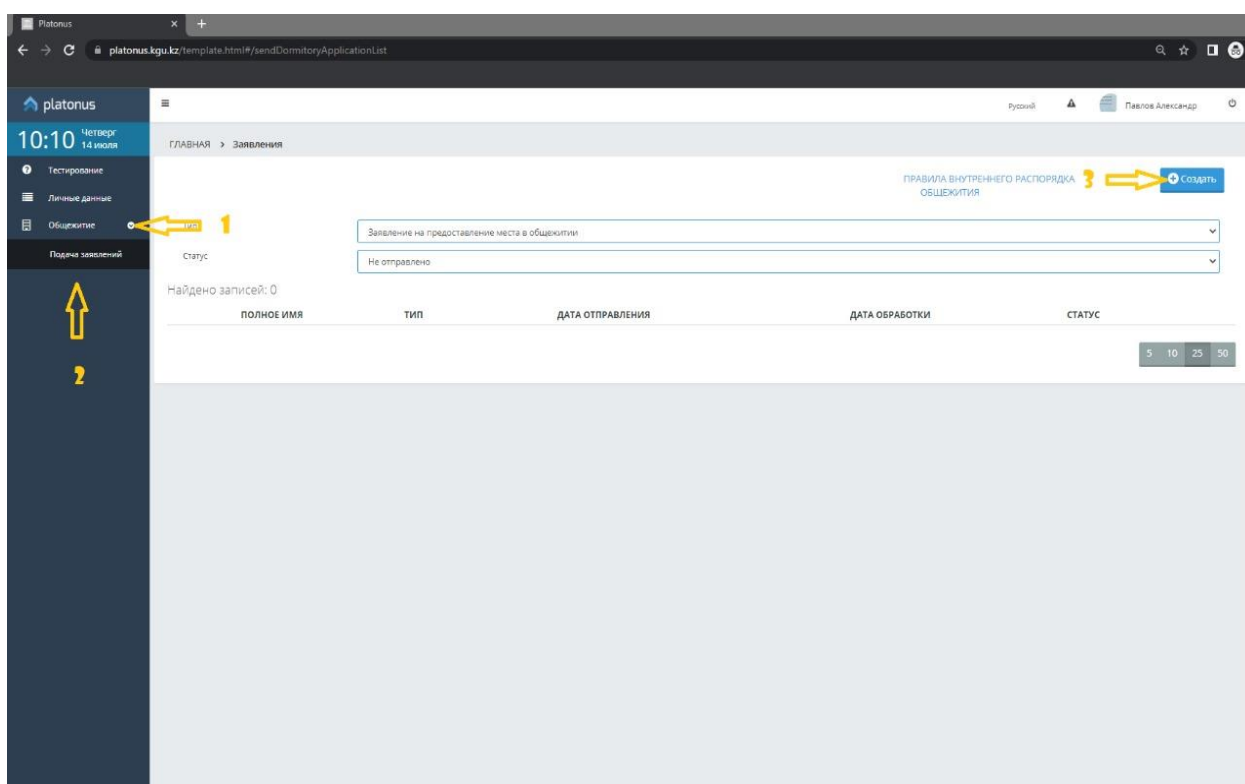 Platonus
platonus.kgu.kz/template.html#/sendDormitoryApplicationList
platonus
Русский
Павлов Александр
10:10 Четверг
14 июля
ГЛАВНАЯ > Заявления
Тестирование
Личные данные
Общежитие
Подача заявлений
1
2
ПРАВИЛА ВНУТРЕННЕГО РАСПОРЯДКА
ОБЩЕЖИТИЯ
3
Создать
Заявление на предоставление места в общежитии
Статус
Не отправлено
Найдено записей: 0
ПОЛНОЕ ИМЯ ТИП ДАТА ОТПРАВЛЕНИЯ ДАТА ОБРАБОТКИ СТАТУС
5 10 25 50